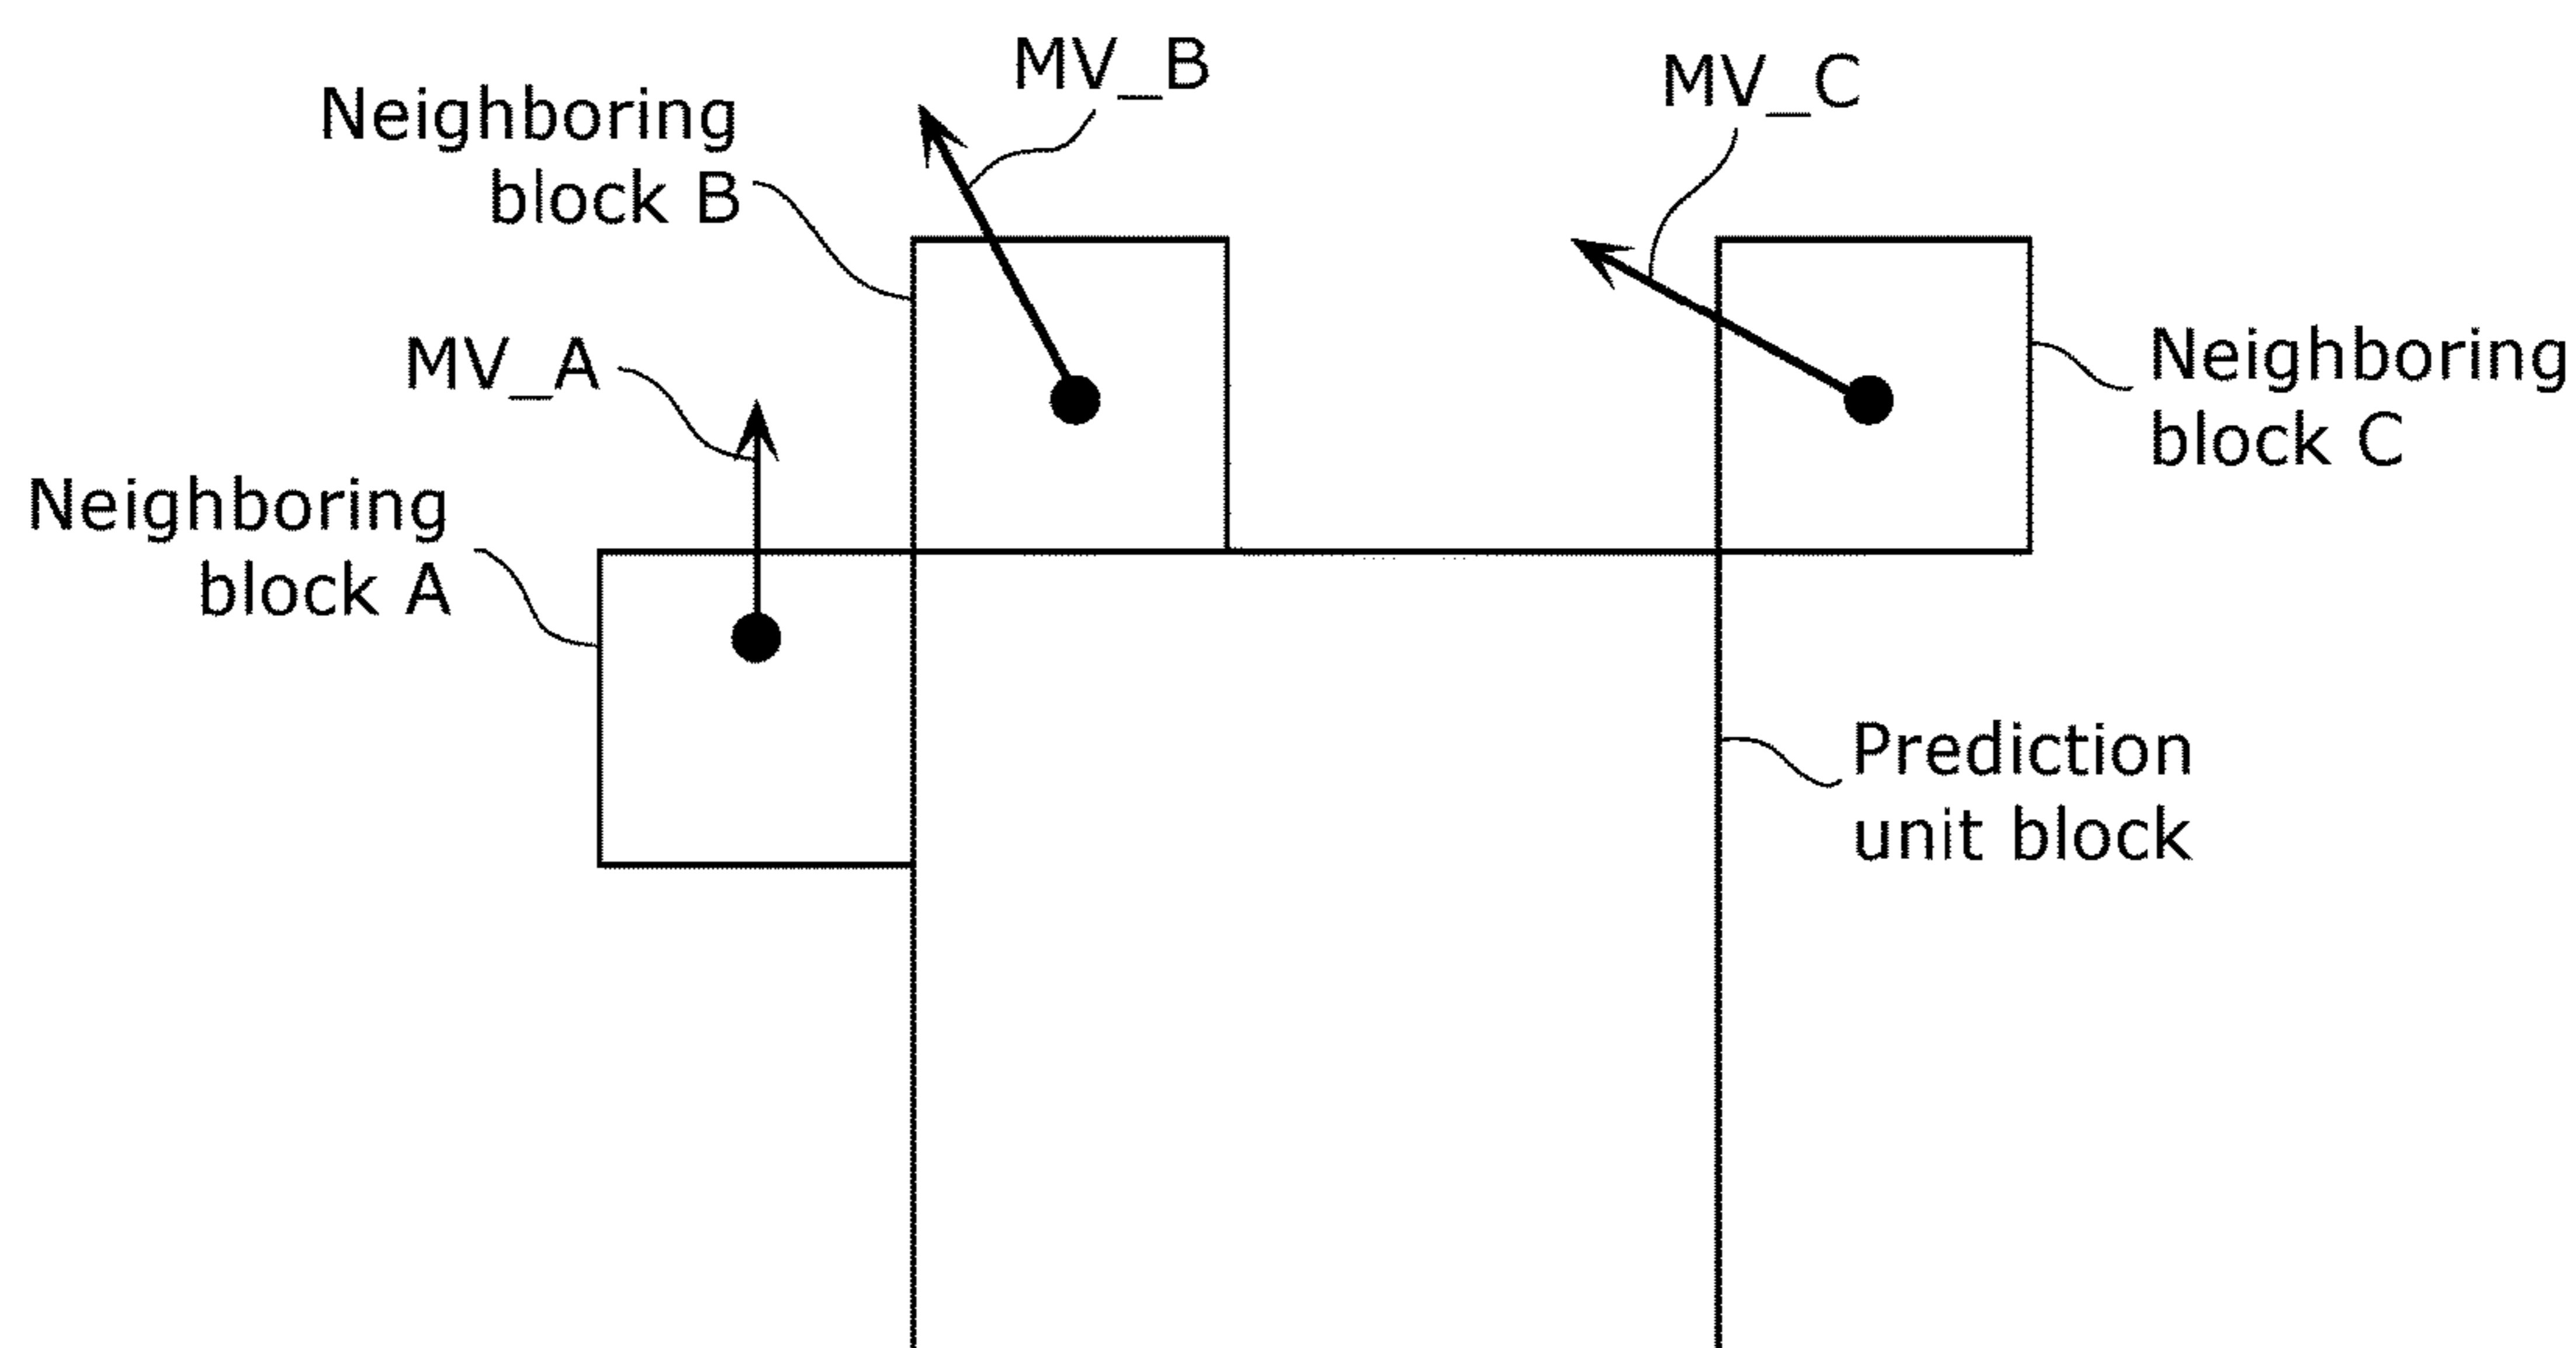 MV_B
MV_C
Neighboring
block B
MV_A
Neighboring
block C
Neighboring
block A
Prediction
unit block